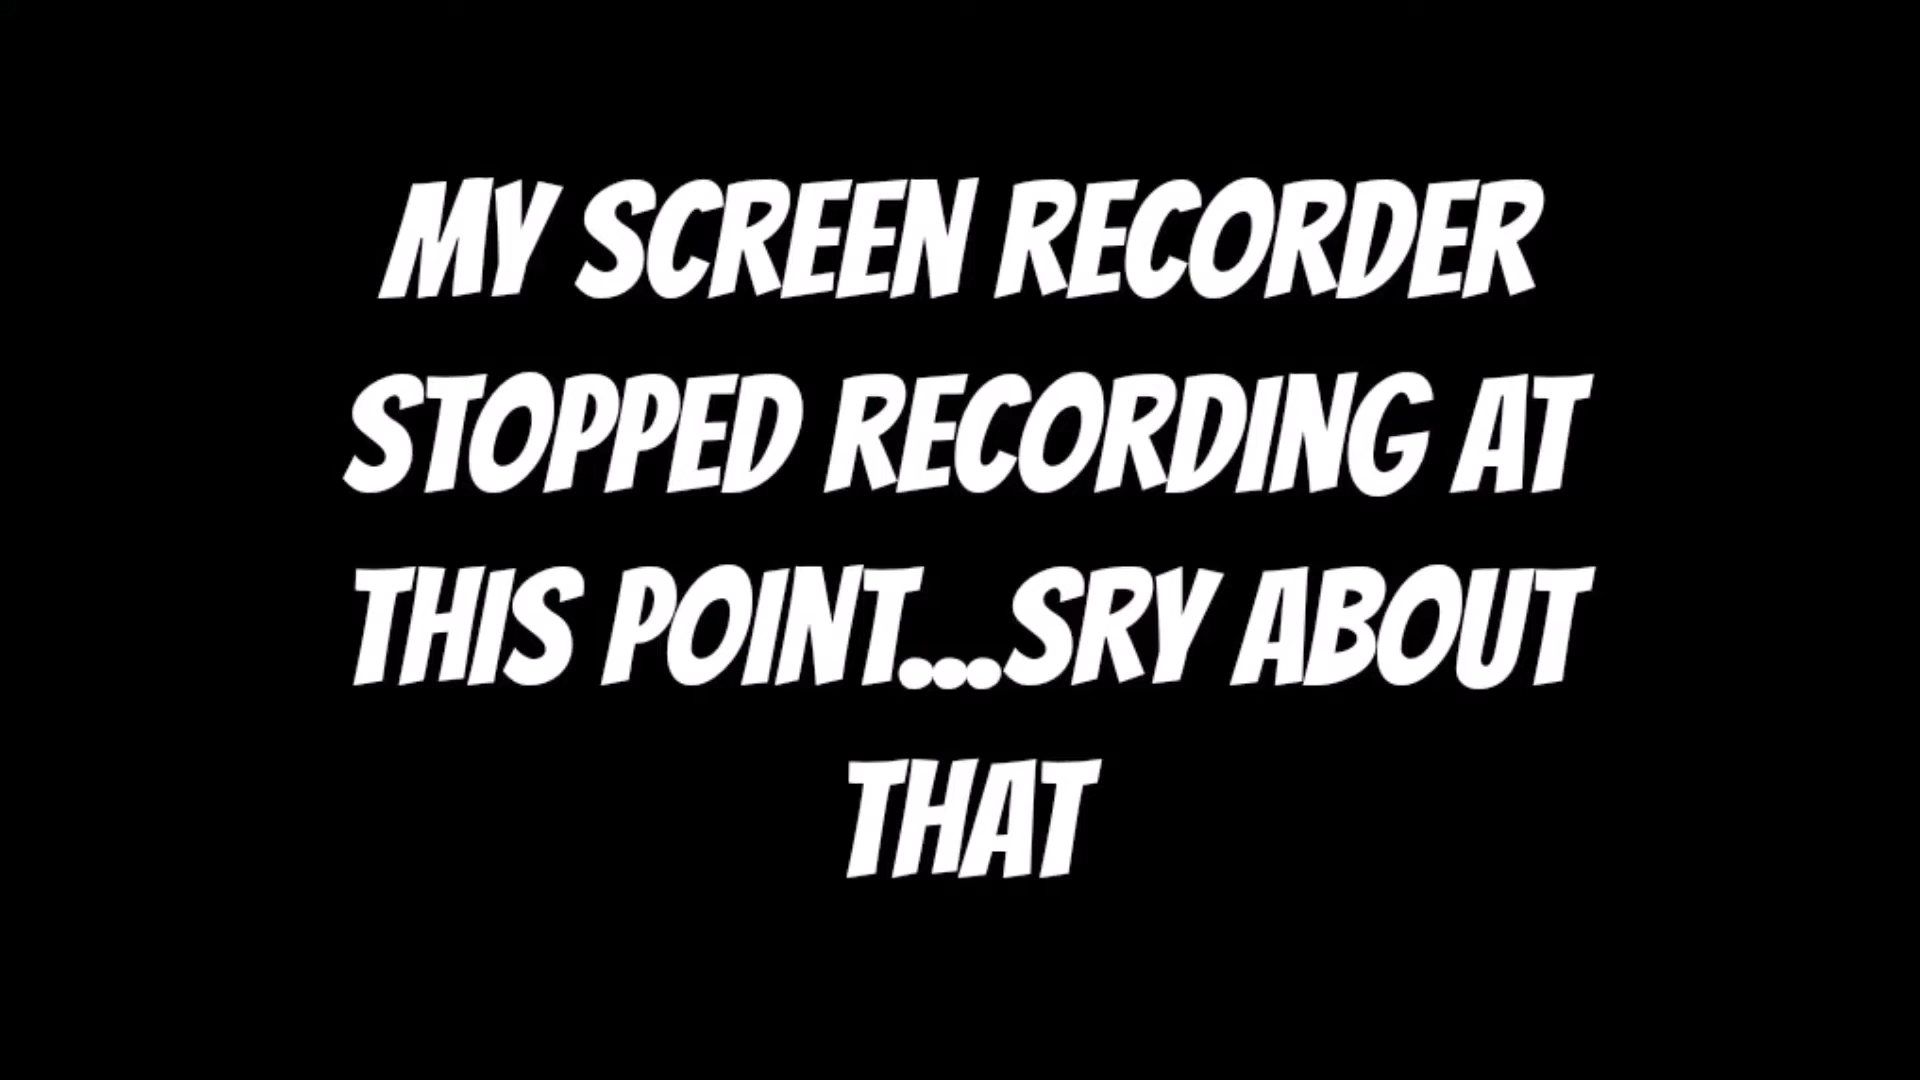 MY SCREEN RECORDER
STOPPED RECORDING AT
THIS POINT...SRY ABOUT
THAT